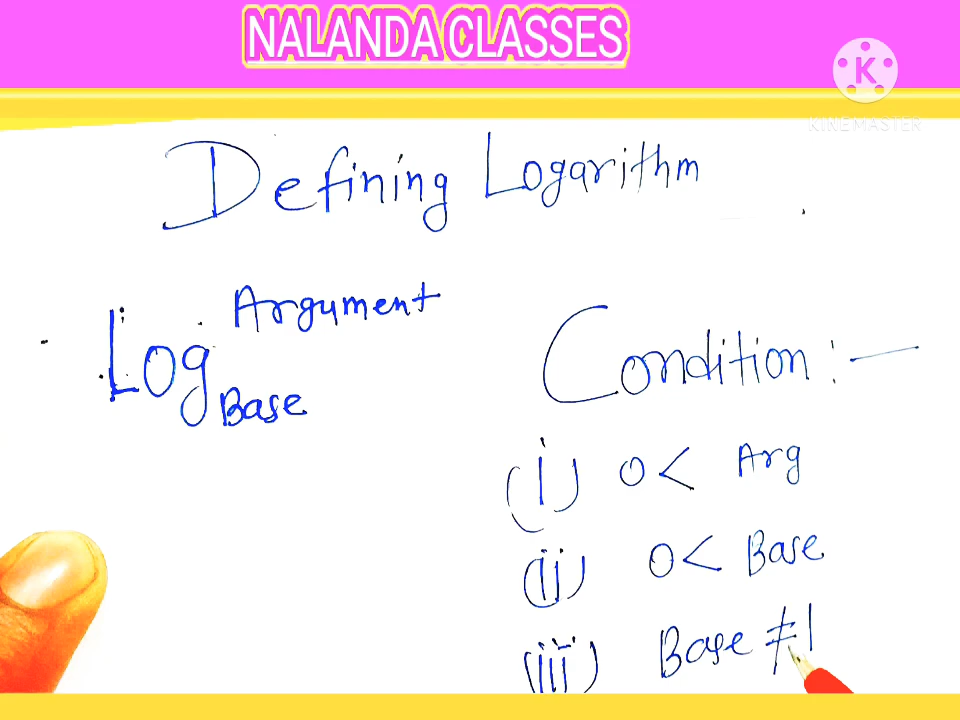 NALANDA CLASSES
K
KINEMASTER
Defining Logarithm
Log Argument
Base
Condition :—
(i) 0 < Arg
(ii) 0 < Base
(iii) Base ≠ 1